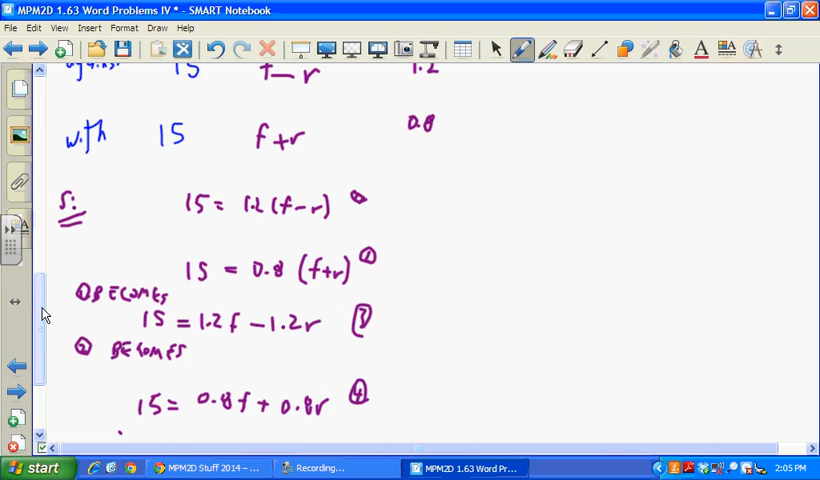 MPM2D 1.63 Word Problems IV * - SMART Notebook
File Edit View Insert Format Draw Help
15 f-r 1.2
with 15 f+r 0.8
S: 15 = 1.2 (f-r)
15 = 0.8 (f+r) ②
① BECOMES
15 = 1.2f - 1.2r ③
② BECOMES
15 = 0.8f + 0.8r ④
start MPM2D Stuff 2014 -... Recording... MPM2D 1.63 Word Pr... 2:05 PM